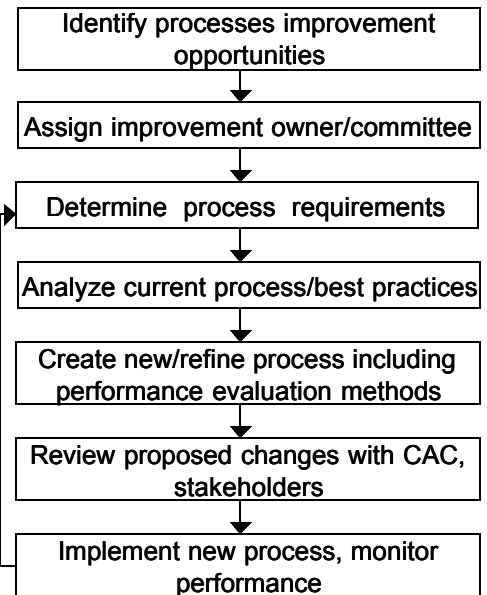 Identify processes improvement
opportunities
Assign improvement owner/committee
Determine process requirements
Analyze current process/best practices
Create new/refine process including
performance evaluation methods
Review proposed changes with CAC,
stakeholders
Implement new process, monitor
performance